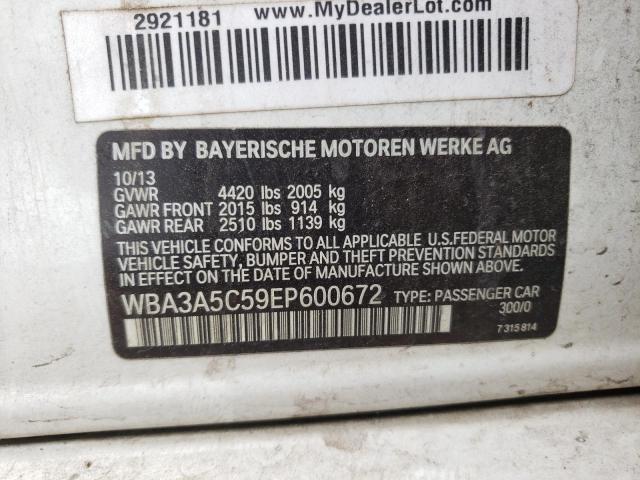 2921181 www.MyDealerLot.com
MFD BY BAYERISCHE MOTOREN WERKE AG
10/13
GVWR 4420 lbs 2005 kg
GAWR FRONT 2015 lbs 914 kg
GAWR REAR 2510 lbs 1139 kg
THIS VEHICLE CONFORMS TO ALL APPLICABLE U.S.FEDERAL MOTOR
VEHICLE SAFETY, BUMPER AND THEFT PREVENTION STANDARDS
IN EFFECT ON THE DATE OF MANUFACTURE SHOWN ABOVE.
WBA3A5C59EP600672 TYPE: PASSENGER CAR
300/0
7 315 814